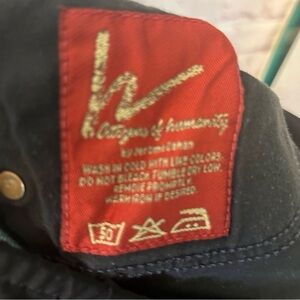 Citizens of humanity
by Jerome Dahan
WASH IN COLD WITH LIKE COLORS.
DO NOT BLEACH. TUMBLE DRY LOW.
REMOVE PROMPTLY.
WARM IRON IF DESIRED.
30